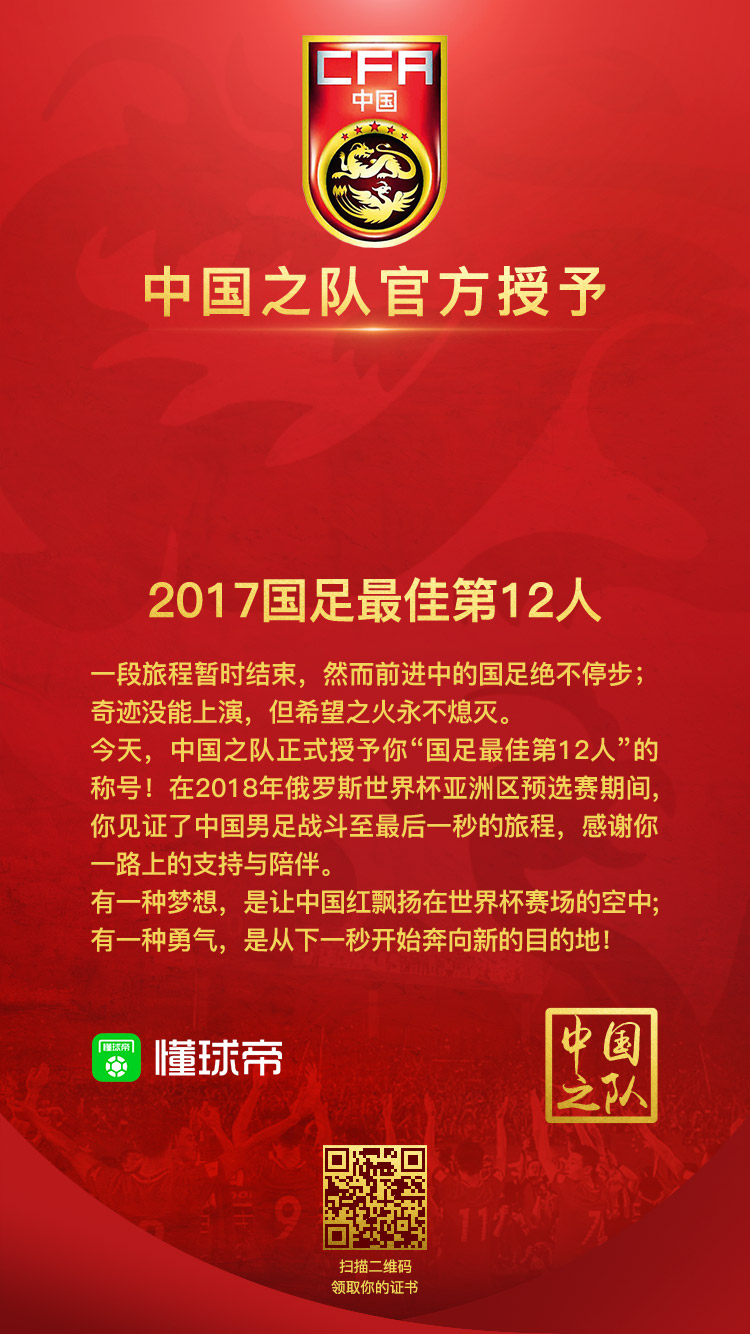 CFA
中国
中国之队官方授予
2017国足最佳第12人
一段旅程暂时结束，然而前进中的国足绝不停步；
奇迹没能上演，但希望之火永不熄灭。
今天，中国之队正式授予你“国足最佳第12人”的
称号！在2018年俄罗斯世界杯亚洲区预选赛期间,
你见证了中国男足战斗至最后一秒的旅程，感谢你
一路上的支持与陪伴。
有一种梦想，是让中国红飘扬在世界杯赛场的空中;
有一种勇气，是从下一秒开始奔向新的目的地!
懂球帝
懂球帝
中国
之队
9
11
7
扫描二维码
领取你的证书